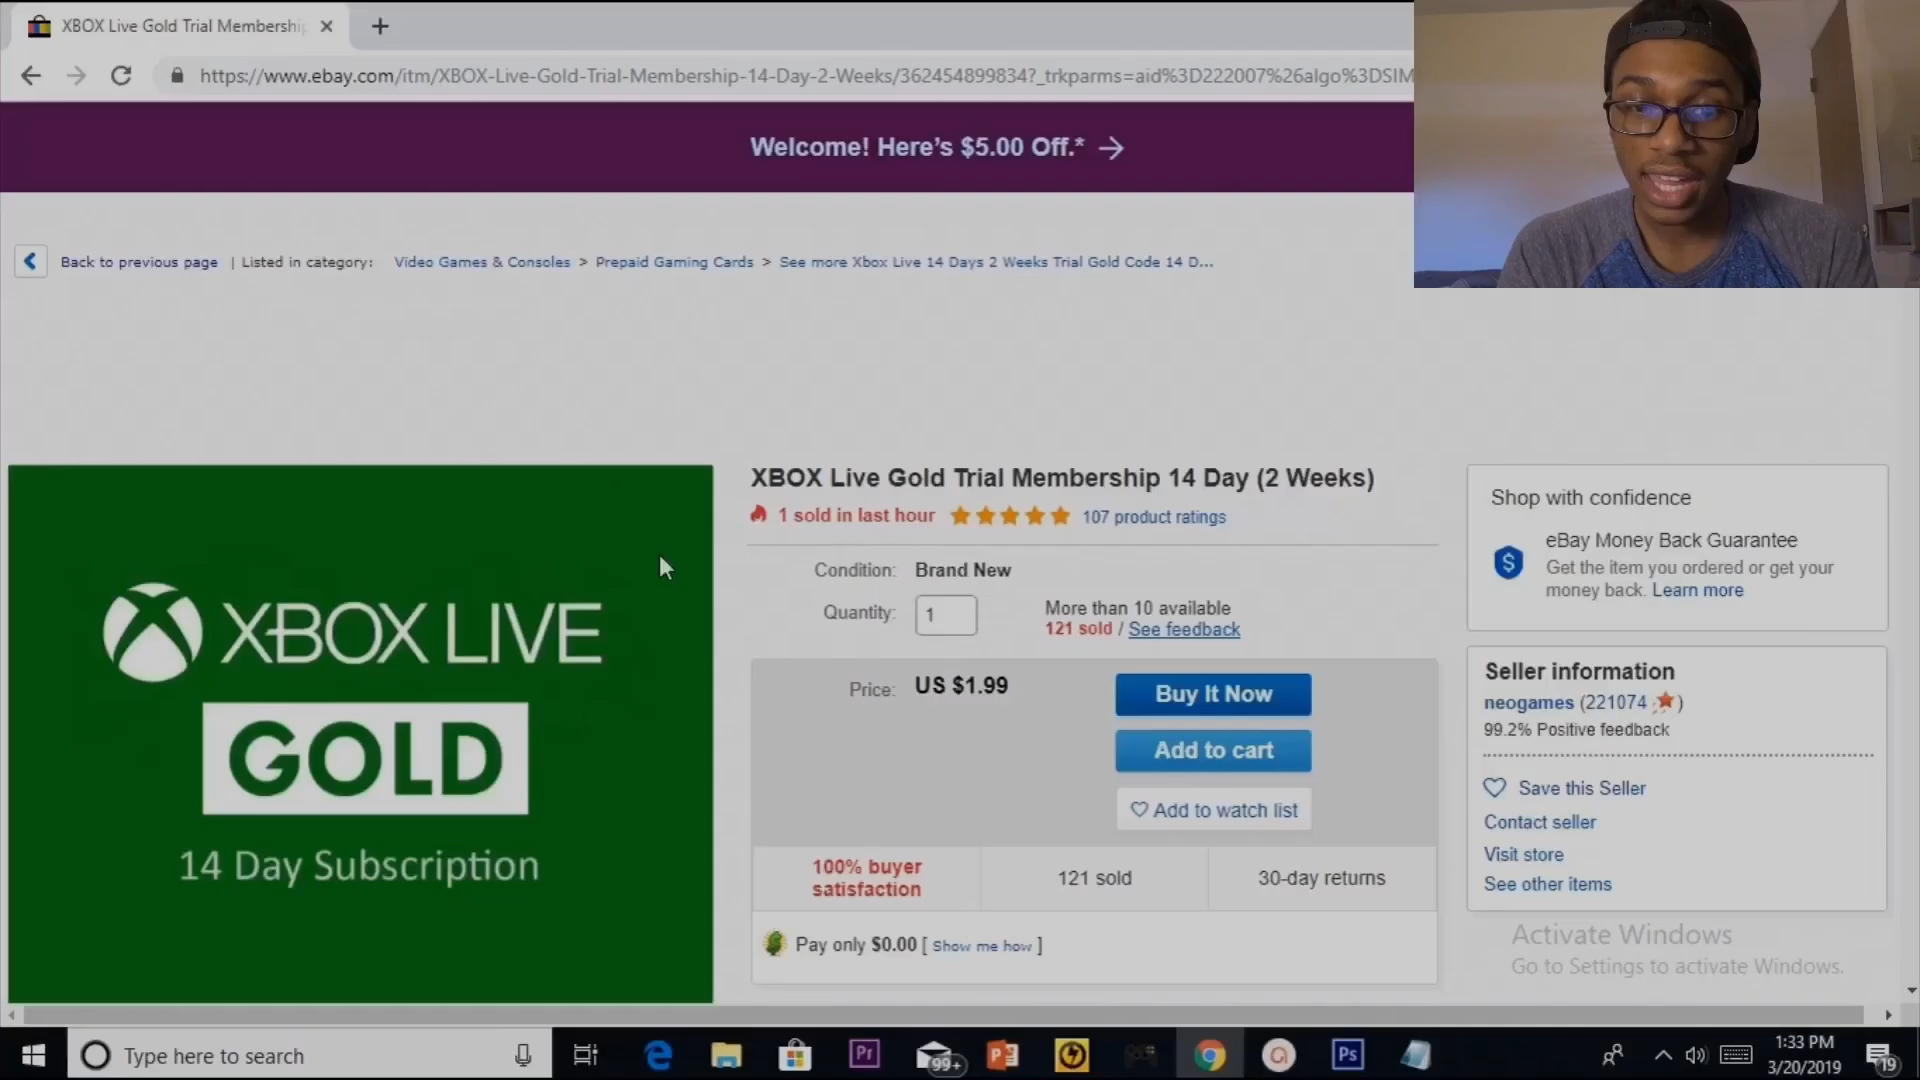 XBOX Live Gold Trial Membership
https://www.ebay.com/itm/XBOX-Live-Gold-Trial-Membership-14-Day-2-Weeks/362454899834?_trkparms=aid%3D222007%26algo%3DSIM
Welcome! Here's $5.00 Off.*
Back to previous page | Listed in category: Video Games & Consoles > Prepaid Gaming Cards > See more Xbox Live 14 Days 2 Weeks Trial Gold Code 14 D...
XBOX LIVE
GOLD
14 Day Subscription
XBOX Live Gold Trial Membership 14 Day (2 Weeks)
1 sold in last hour 107 product ratings
Condition: Brand New
Quantity: 1
More than 10 available
121 sold / See feedback
Price: US $1.99
Buy It Now
Add to cart
Add to watch list
100% buyer
satisfaction
121 sold
30-day returns
Pay only $0.00 [ Show me how ]
Shop with confidence
eBay Money Back Guarantee
Get the item you ordered or get your
money back. Learn more
Seller information
neogames (221074 )
99.2% Positive feedback
Save this Seller
Contact seller
Visit store
See other items
Activate Windows
Go to Settings to activate Windows.
Type here to search
Pr
99+
Ps
1:33 PM
3/20/2019
19